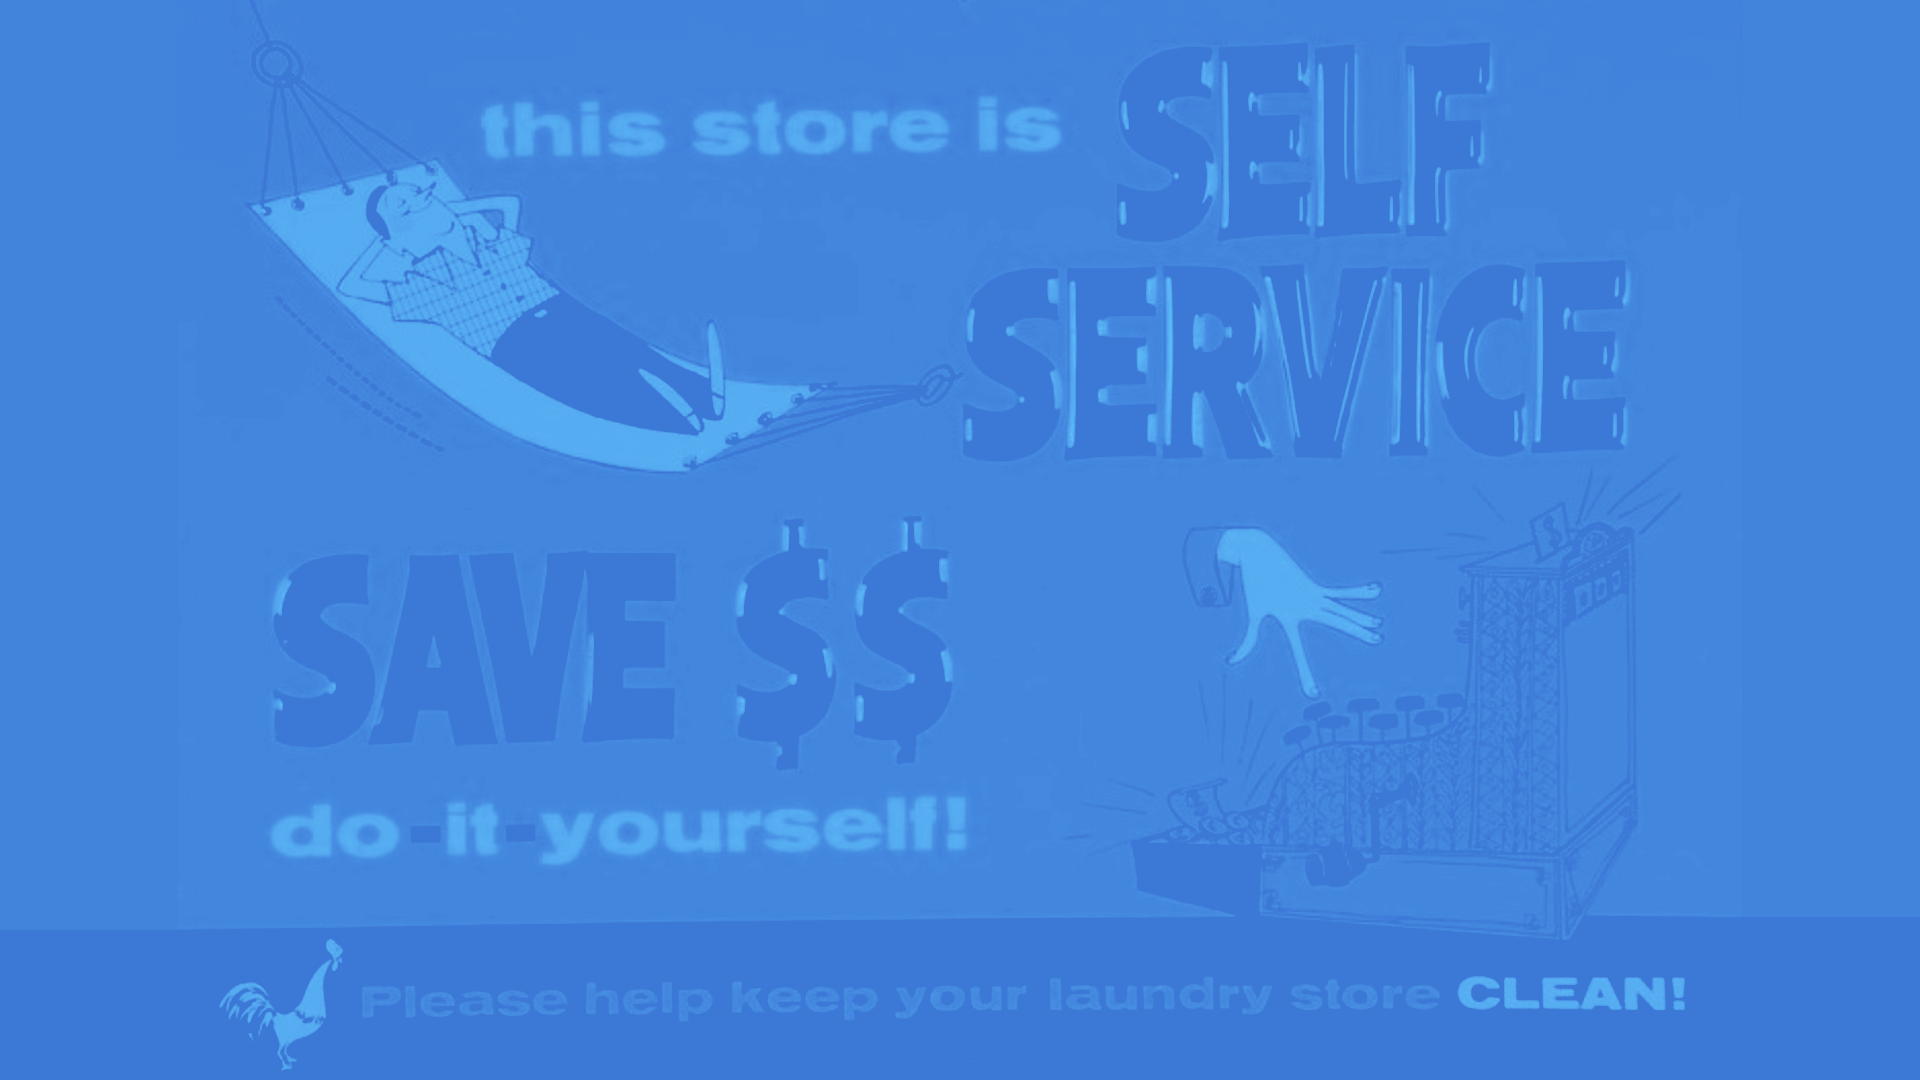 this store is SELF
SERVICE
SAVE $$
do-it-yourself!
Please help keep your laundry store CLEAN!